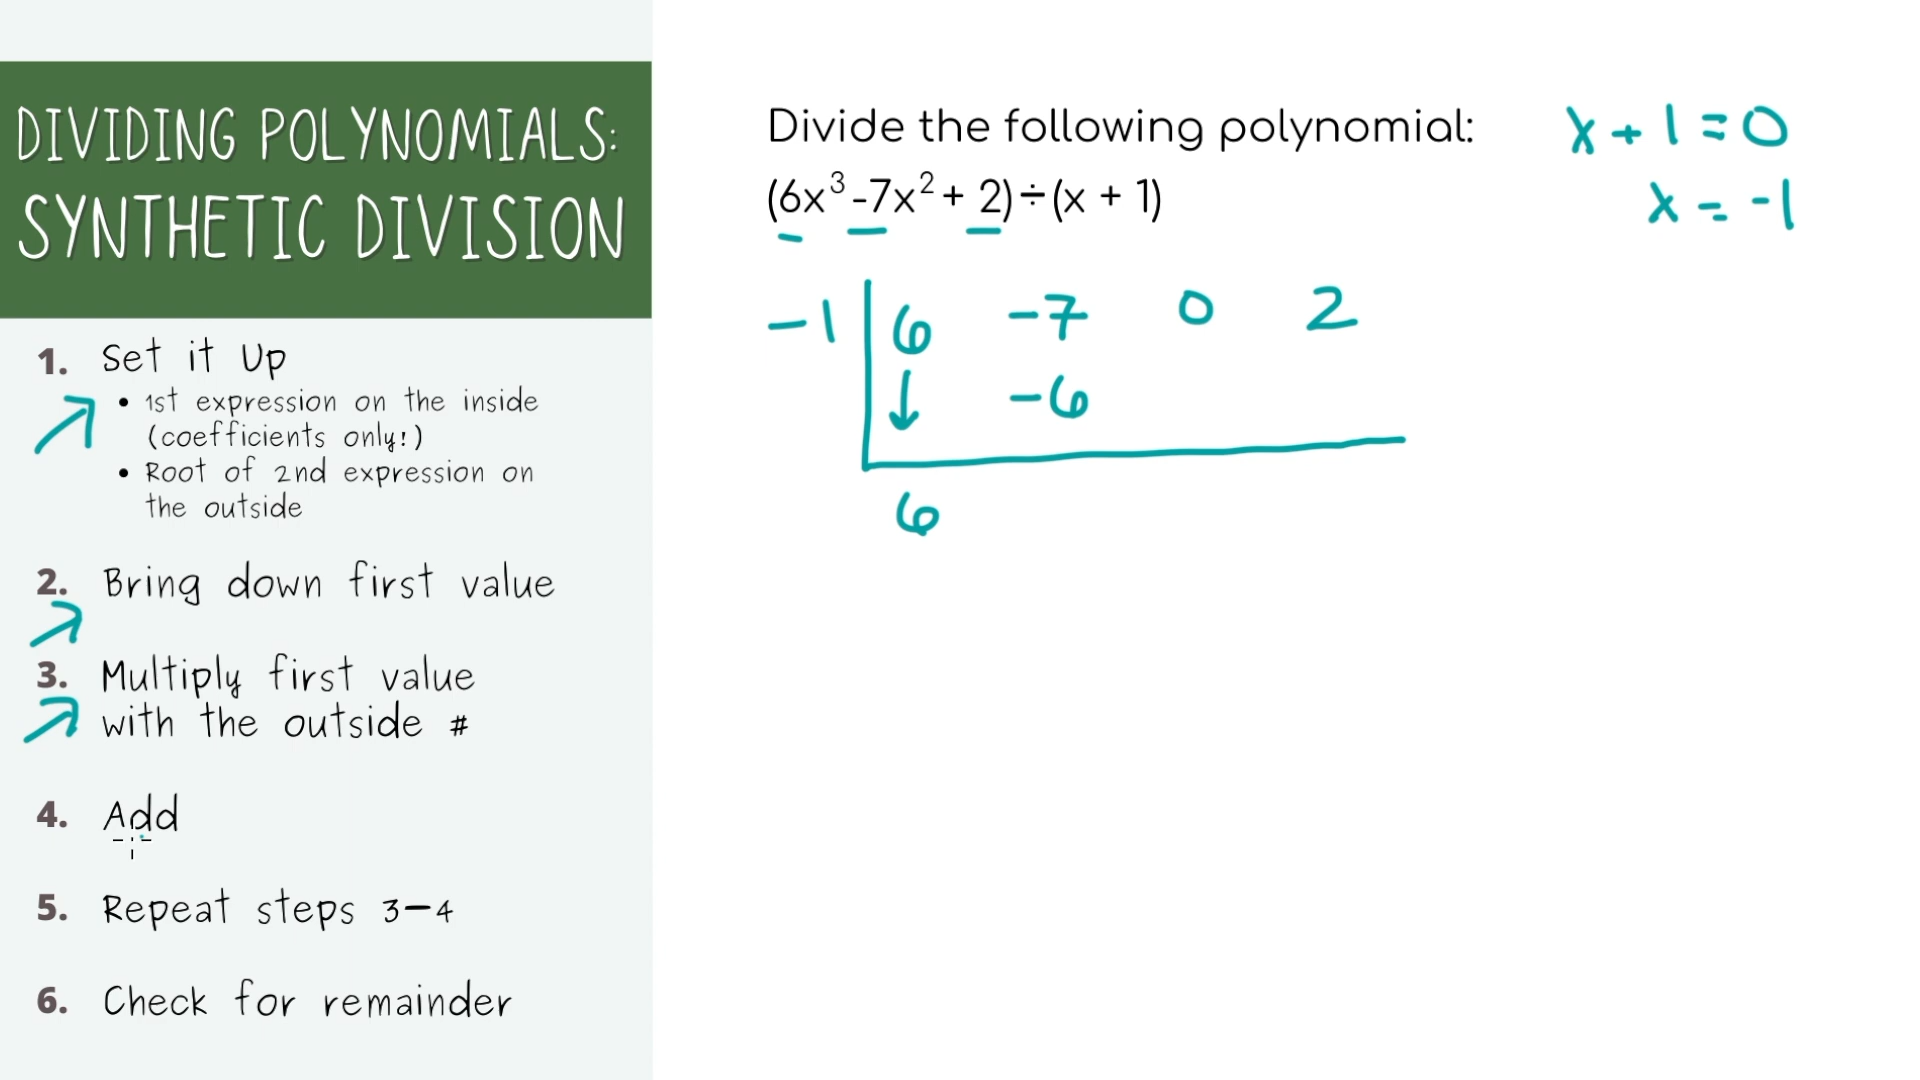 DIVIDING POLYNOMIALS:
SYNTHETIC DIVISION
1. Set it Up
• 1st expression on the inside
(coefficients only!)
• Root of 2nd expression on
the outside
2. Bring down first value
3. Multiply first value
with the outside #
4. Add
5. Repeat steps 3-4
6. Check for remainder
Divide the following polynomial:
(6x³-7x²+ 2)÷(x + 1)
x + 1 = 0
x = -1
-1 6 -7 0 2
-6
6